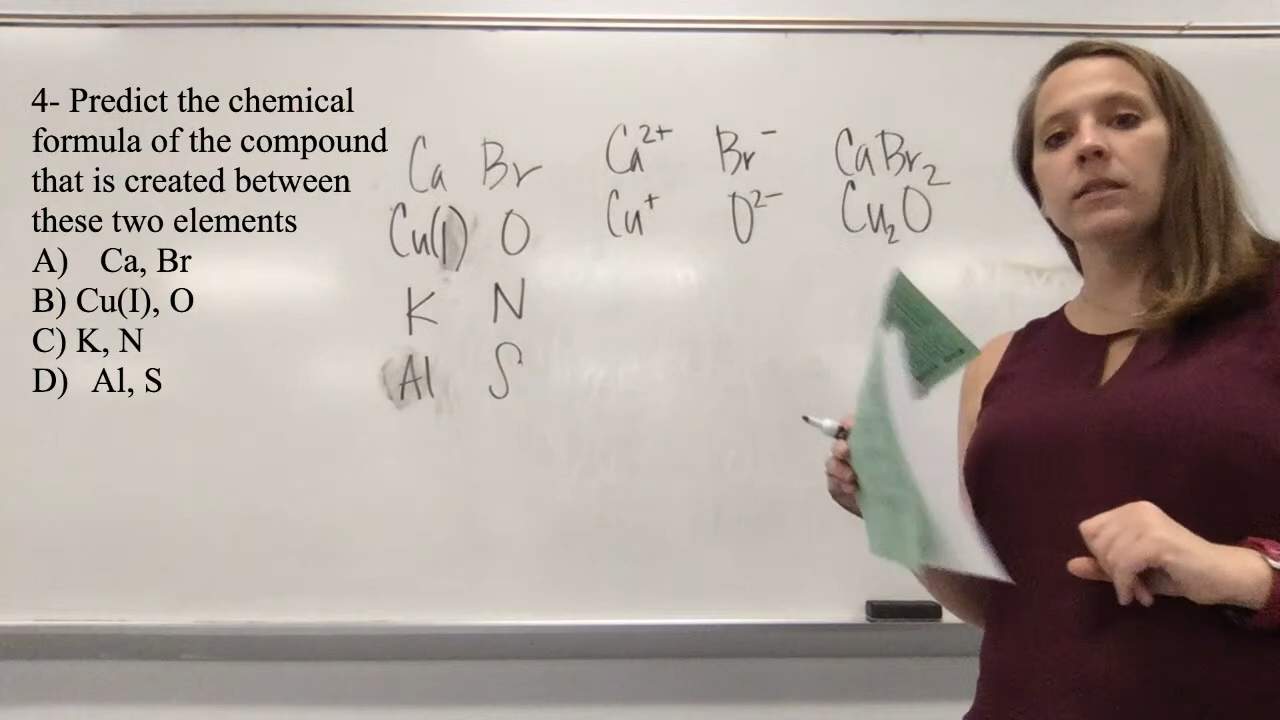 4- Predict the chemical
formula of the compound
that is created between
these two elements
A) Ca, Br
B) Cu(I), O
C) K, N
D) Al, S
Ca Br Ca²⁺ Br⁻ CaBr₂
Cu(I) O Cu⁺ O²⁻ Cu₂O
K N
Al S